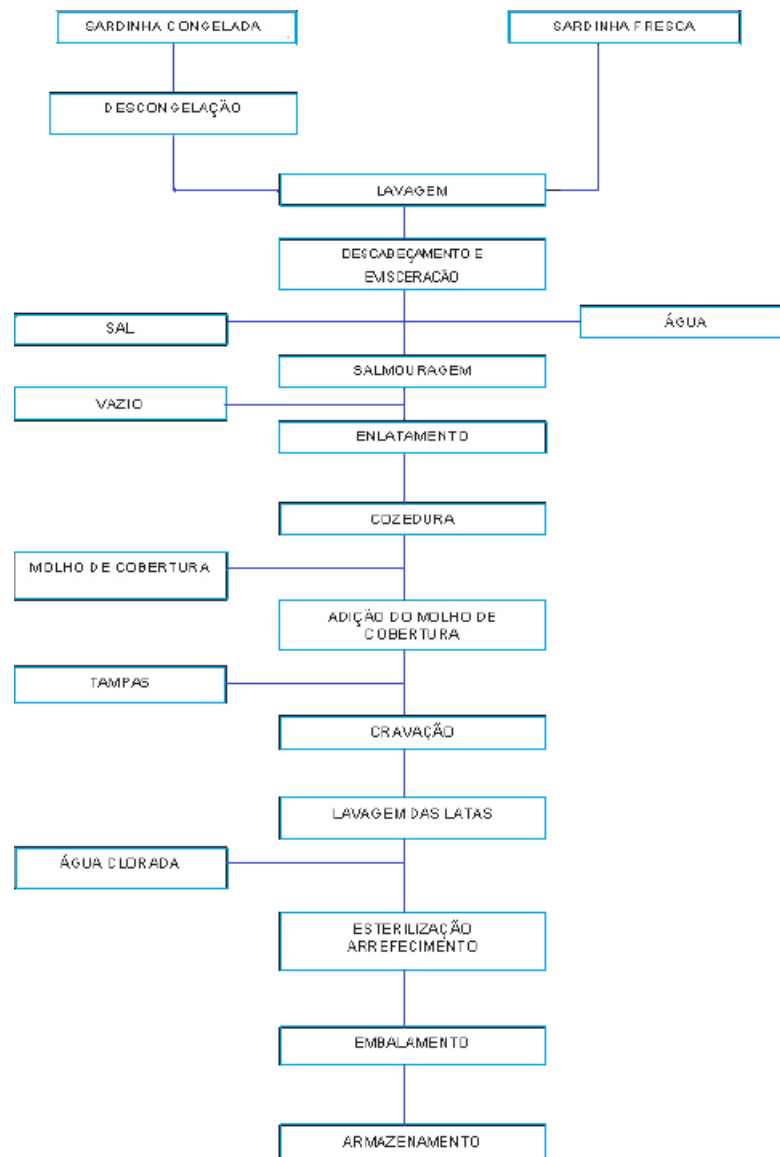 SARDINHA CONGELADA
SARDINHA FRESCA
DESCONGELAÇÃO
LAVAGEM
DESCABEÇAMENTO E
EVISCERAÇÃO
SAL
ÁGUA
SALMOURAGEM
VAZIO
ENLATAMENTO
COZEDURA
MOLHO DE COBERTURA
ADIÇÃO DO MOLHO DE
COBERTURA
TAMPAS
CRAVAÇÃO
LAVAGEM DAS LATAS
ÁGUA CLORADA
ESTERILIZAÇÃO
ARREFECIMENTO
EMBALAMENTO
ARMAZENAMENTO